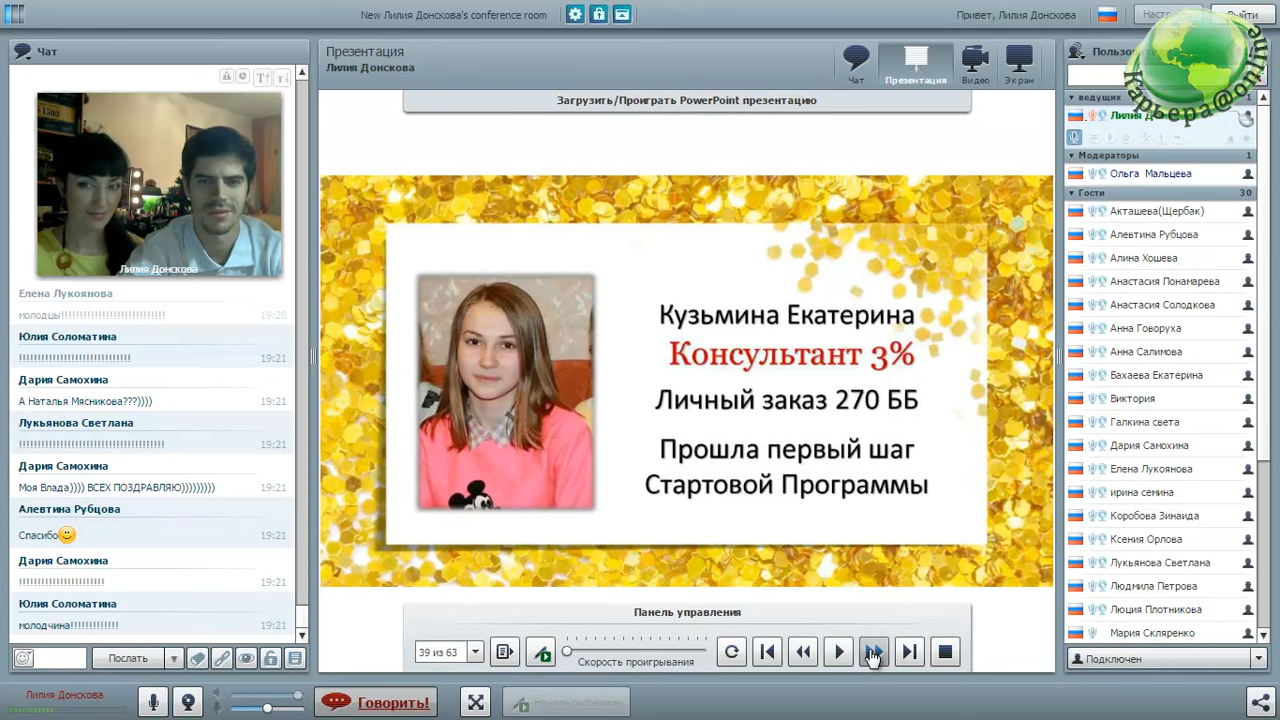 New Лилия Донскова's conference room
Привет, Лилия Донскова
Выйти
Чат
Лилия Донскова
Елена Лукоянова
молодцы!!!!!!!!!!!!!!!!!!!!!!!!!!!!!!
19:20
Юлия Соломатина
!!!!!!!!!!!!!!!!!!!!!!!!!!!!!!!!
19:21
Дария Самохина
А Наталья Мясникова???))))
19:21
Лукьянова Светлана
!!!!!!!!!!!!!!!!!!!!!!!!!!!!!!!!!!!!!!!!!
19:21
Дария Самохина
Моя Влада)))) ВСЕХ ПОЗДРАВЛЯЮ)))))))))
19:21
Алевтина Рубцова
Спасибо
19:21
Дария Самохина
!!!!!!!!!!!!!!!!!!!!!!!!
19:21
Юлия Соломатина
молодчина!!!!!!!!!!!!!
19:21
Послать
Презентация
Лилия Донскова
Чат
Презентация
Видео
Экран
Загрузить/Проиграть PowerPoint презентацию
Кузьмина Екатерина
Консультант 3%
Личный заказ 270 ББ
Прошла первый шаг
Стартовой Программы
Панель управления
39 из 63
Скорость проигрывания
карьера@online
ведущих
1
Модераторы
1
Ольга Мальцева
Гости
30
Акташева(Щербак)
Алевтина Рубцова
Алина Хошева
Анастасия Понамарева
Анастасия Солодкова
Анна Говоруха
Анна Салимова
Бахаева Екатерина
Виктория
Галкина света
Дария Самохина
Елена Лукоянова
ирина семина
Коробова Зинаида
Ксения Орлова
Лукьянова Светлана
Людмила Петрова
Люция Плотникова
Мария Скляренко
Подключен
Лилия Донскова
Говорить!